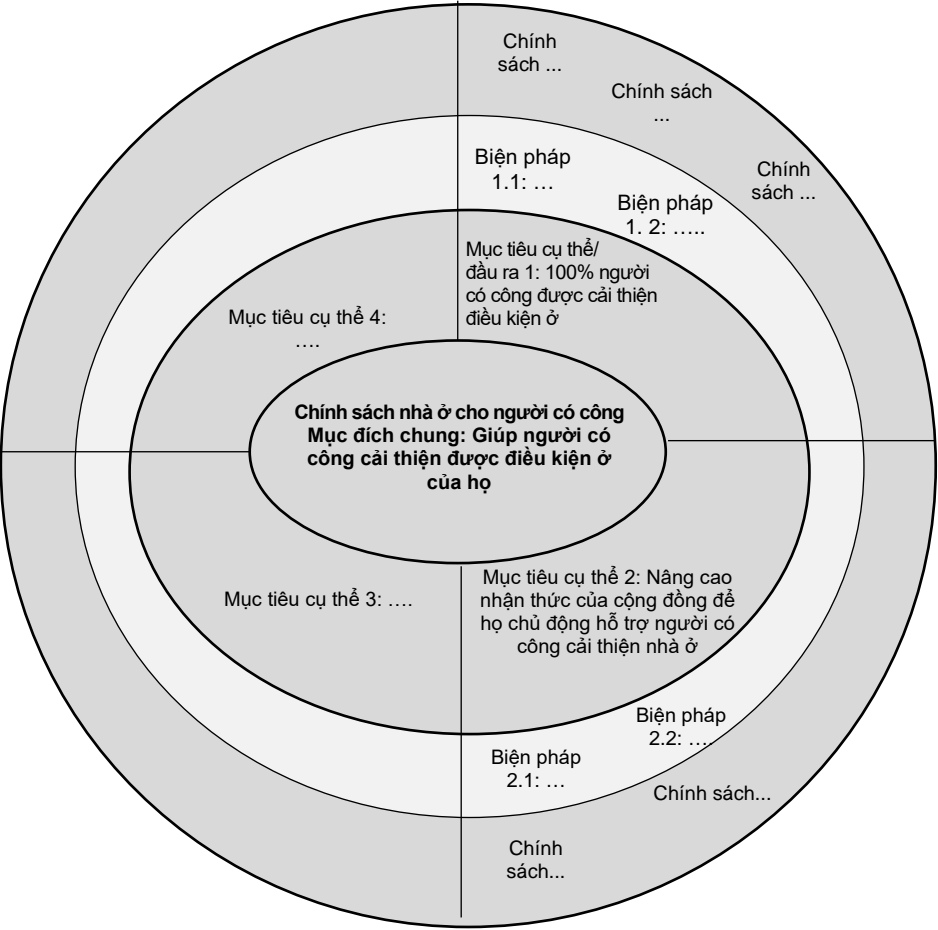 Chính
sách ...
Chính sách
...
Chính
sách ...
Biện pháp
1.1: …
Biện pháp
1. 2: …..
Mục tiêu cụ thể/
đầu ra 1: 100% người
có công được cải thiện
điều kiện ở
Mục tiêu cụ thể 4:
….
Chính sách nhà ở cho người có công
Mục đích chung: Giúp người có
công cải thiện được điều kiện ở
của họ
Mục tiêu cụ thể 3: ….
Mục tiêu cụ thể 2: Nâng cao
nhận thức của cộng đồng để
họ chủ động hỗ trợ người có
công cải thiện nhà ở
Biện pháp
2.2: ….
Biện pháp
2.1: …
Chính sách...
Chính
sách...